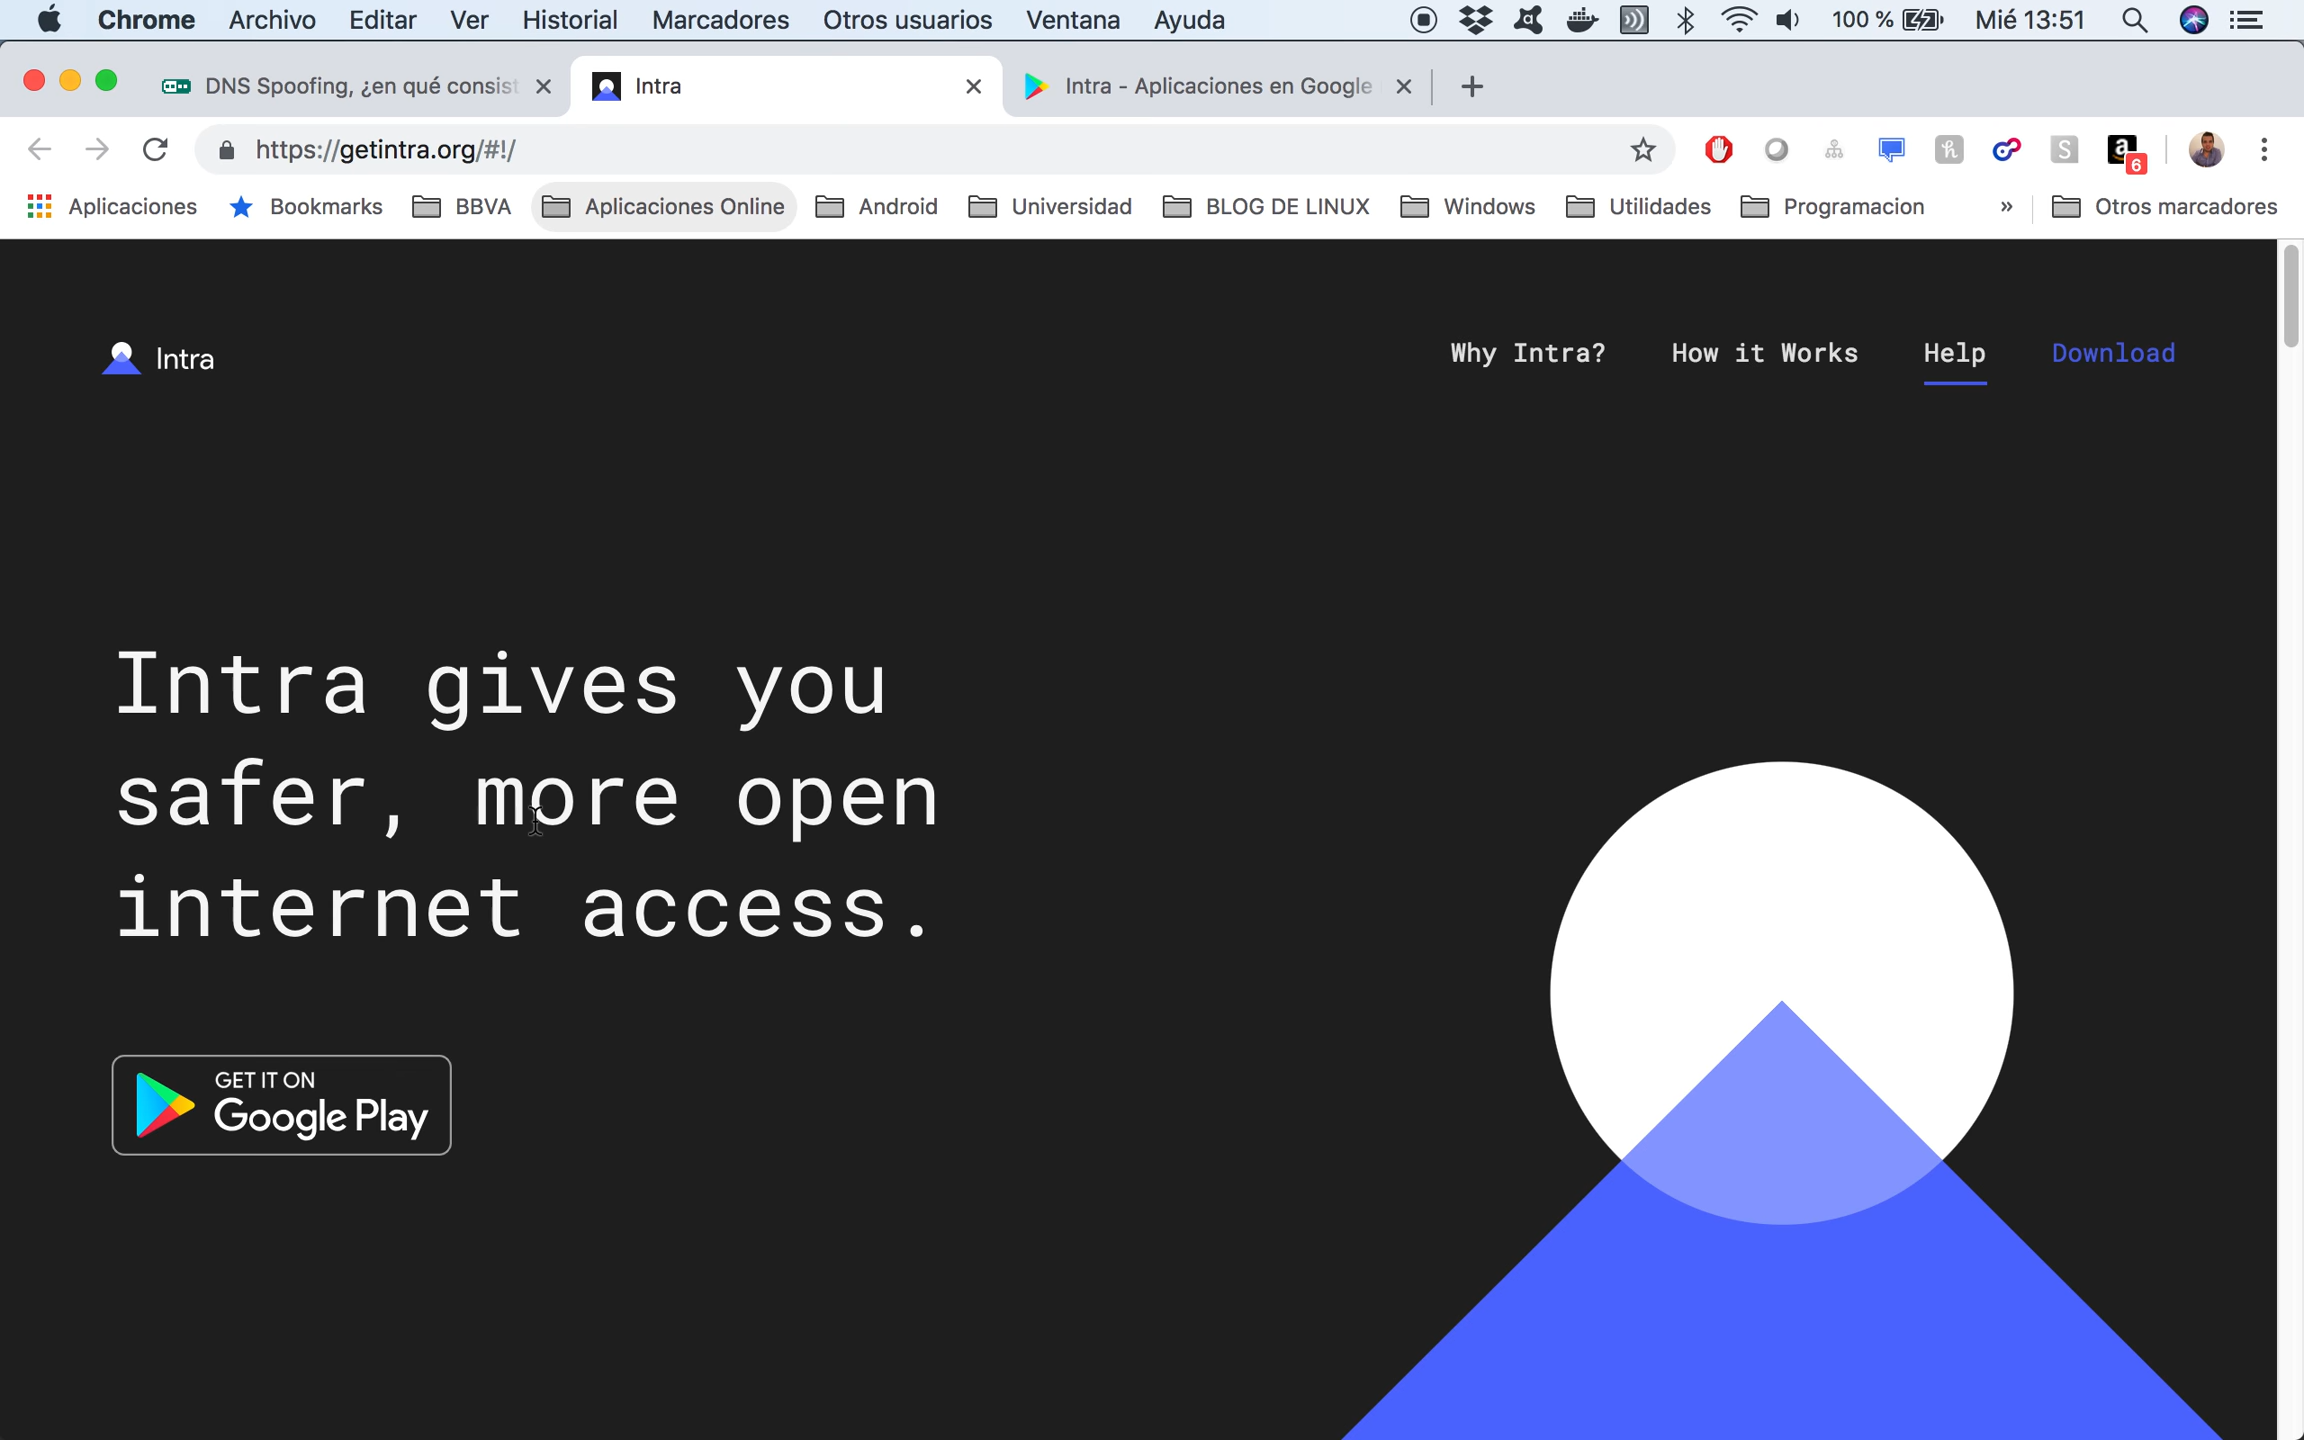 Chrome Archivo Editar Ver Historial Marcadores Otros usuarios Ventana Ayuda 100 % Mié 13:51
DNS Spoofing, ¿en qué consist Intra Intra - Aplicaciones en Google
https://getintra.org/#!/ h S a 6
Aplicaciones Bookmarks BBVA Aplicaciones Online Android Universidad BLOG DE LINUX Windows Utilidades Programacion » Otros marcadores
Intra Why Intra? How it Works Help Download
Intra gives you
safer, more open
internet access.
GET IT ON
Google Play